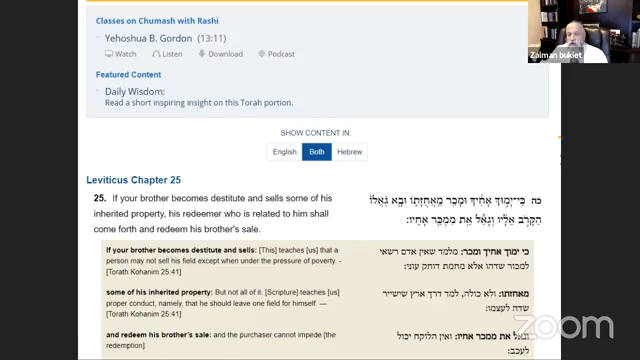 Classes on Chumash with Rashi
Yehoshua B. Gordon (13:11)
Watch Listen Download Podcast
Featured Content
Daily Wisdom:
Read a short inspiring insight on this Torah portion.
Zalman bukiet
SHOW CONTENT IN:
English Both Hebrew
Leviticus Chapter 25
25. If your brother becomes destitute and sells some of his
inherited property, his redeemer who is related to him shall
come forth and redeem his brother's sale.
כה כִּֽי־יָמ֣וּךְ אָחִ֔יךָ וּמָכַ֖ר מֵֽאֲחֻזָּת֑וֹ וּבָ֤א גֹֽאֲלוֹ֙
הַקָּרֹ֣ב אֵלָ֔יו וְגָאַ֕ל אֵ֖ת מִמְכַּ֥ר אָחִֽיו:
If your brother becomes destitute and sells: [This] teaches [us] that a
person may not sell his field except when under the pressure of poverty. -
[Torath Kohanim 25:41]
כי ימוך אחיך ומכר: מלמד שאין אדם רשאי
למכור שדהו אלא מחמת דוחק עוני:
some of his inherited property: But not all of it. [Scripture] teaches [us]
proper conduct, namely, that he should leave one field for himself. —
[Torath Kohanim 25:41]
מאחזתו: ולא כולה, למד דרך ארץ שישייר
שדה לעצמו:
and redeem his brother's sale: and the purchaser cannot impede [the
redemption].
וגאל את ממכר אחיו: ואין הלוקח יכול
לעכב:
zoom